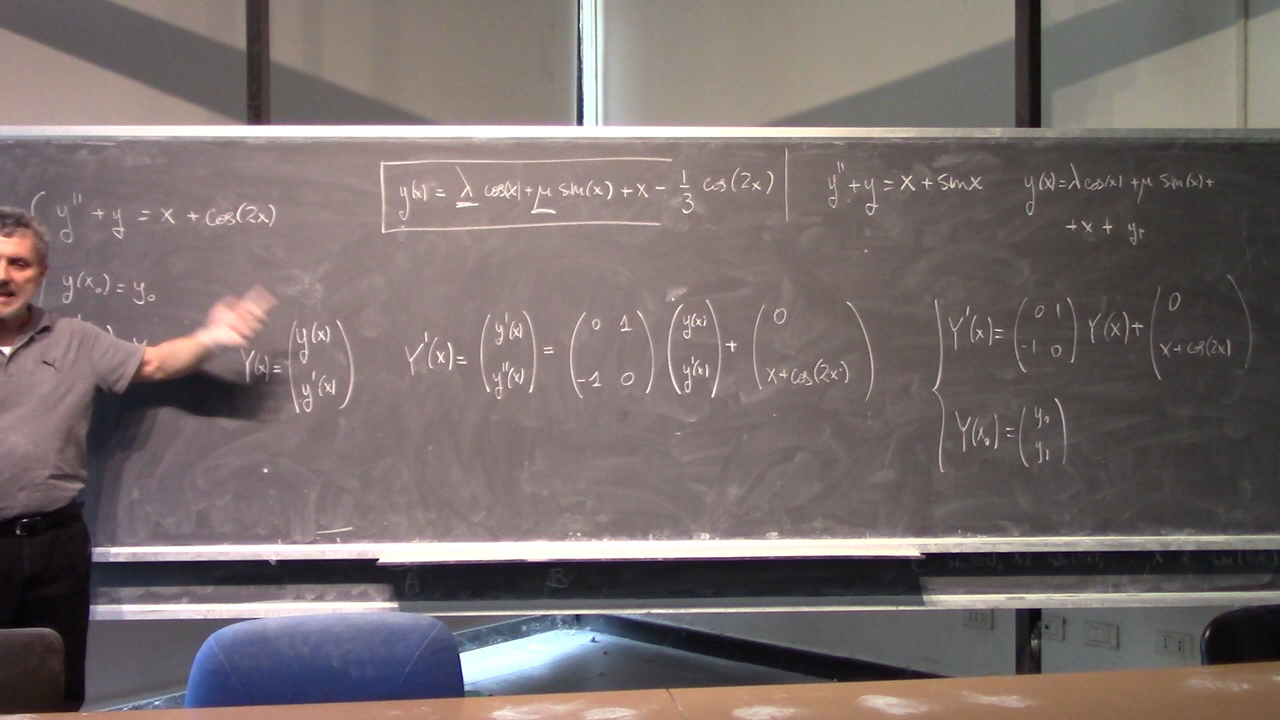 y'' + y = x + cos(2x)
y(x₀) = y₀
y(x) = λ cos(x) + μ sin(x) + x - 1/3 cos(2x)
y'' + y = x + sin x
y(x) = λ cos(x) + μ sin(x) +
+ x + yₚ
Y(x) = ( y(x) ; y'(x) )
Y'(x) = ( y'(x) ; y''(x) ) = ( 0 1 ; -1 0 ) ( y(x) ; y'(x) ) + ( 0 ; x + cos(2x) )
Y'(x) = ( 0 1 ; -1 0 ) Y(x) + ( 0 ; x + cos(2x) )
Y(x₀) = ( y₀ ; y₁ )
A B